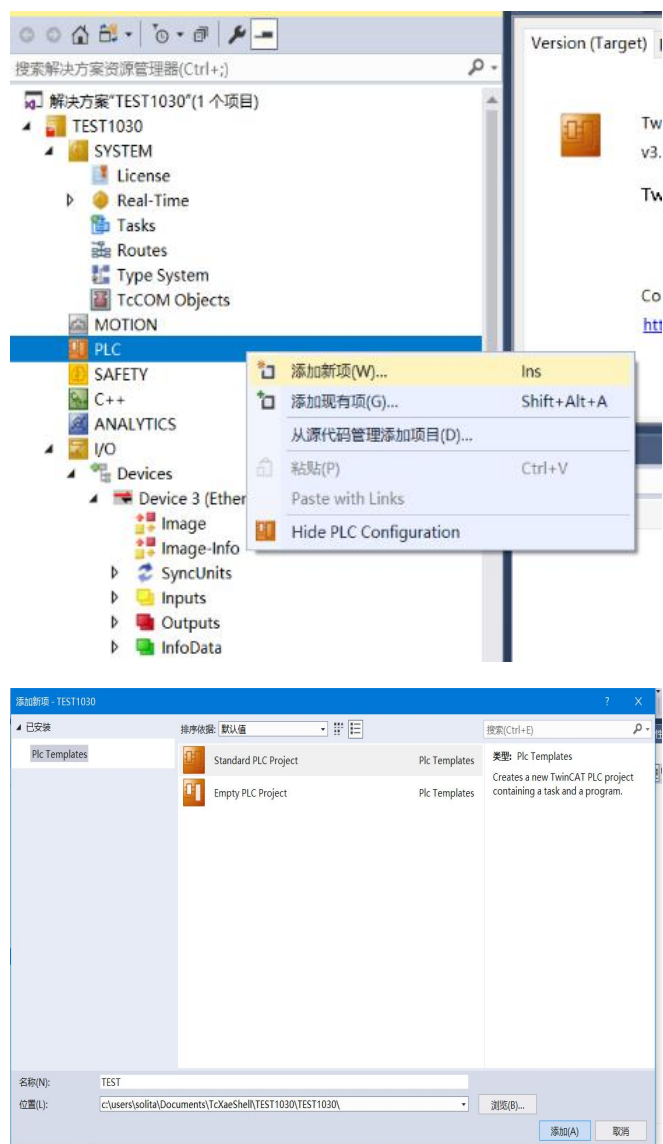 Version (Target)
搜索解决方案资源管理器(Ctrl+;)
解决方案"TEST1030"(1 个项目)
TEST1030
SYSTEM
License
Real-Time
Tasks
Routes
Type System
TcCOM Objects
MOTION
PLC
SAFETY
C++
ANALYTICS
I/O
Devices
Device 3 (Ether
Image
Image-Info
SyncUnits
Inputs
Outputs
InfoData
添加新项(W)... Ins
添加现有项(G)... Shift+Alt+A
从源代码管理添加项目(D)...
粘贴(P) Ctrl+V
Paste with Links
Hide PLC Configuration
Tw
v3.
Tw
Co
htt
添加新项 - TEST1030
已安装
排序依据: 默认值
搜索(Ctrl+E)
Plc Templates
Standard PLC Project Plc Templates
Empty PLC Project Plc Templates
类型: Plc Templates
Creates a new TwinCAT PLC project
containing a task and a program.
名称(N): TEST
位置(L): c:\users\solita\Documents\TcXaeShell\TEST1030\TEST1030\ 浏览(B)...
添加(A) 取消